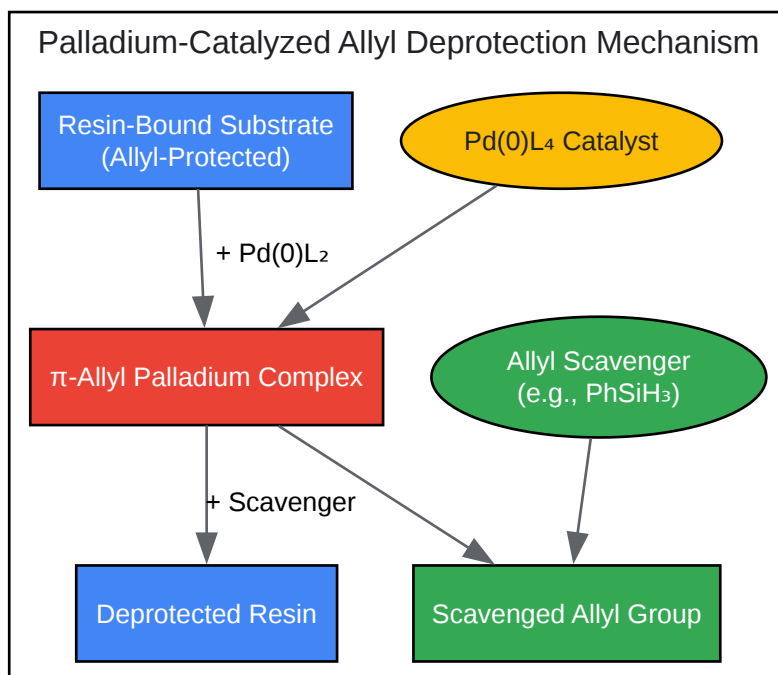 Palladium-Catalyzed Allyl Deprotection Mechanism
Resin-Bound Substrate
(Allyl-Protected)
Pd(0)L₄ Catalyst
+ Pd(0)L₂
π-Allyl Palladium Complex
Allyl Scavenger
(e.g., PhSiH₃)
+ Scavenger
Deprotected Resin
Scavenged Allyl Group